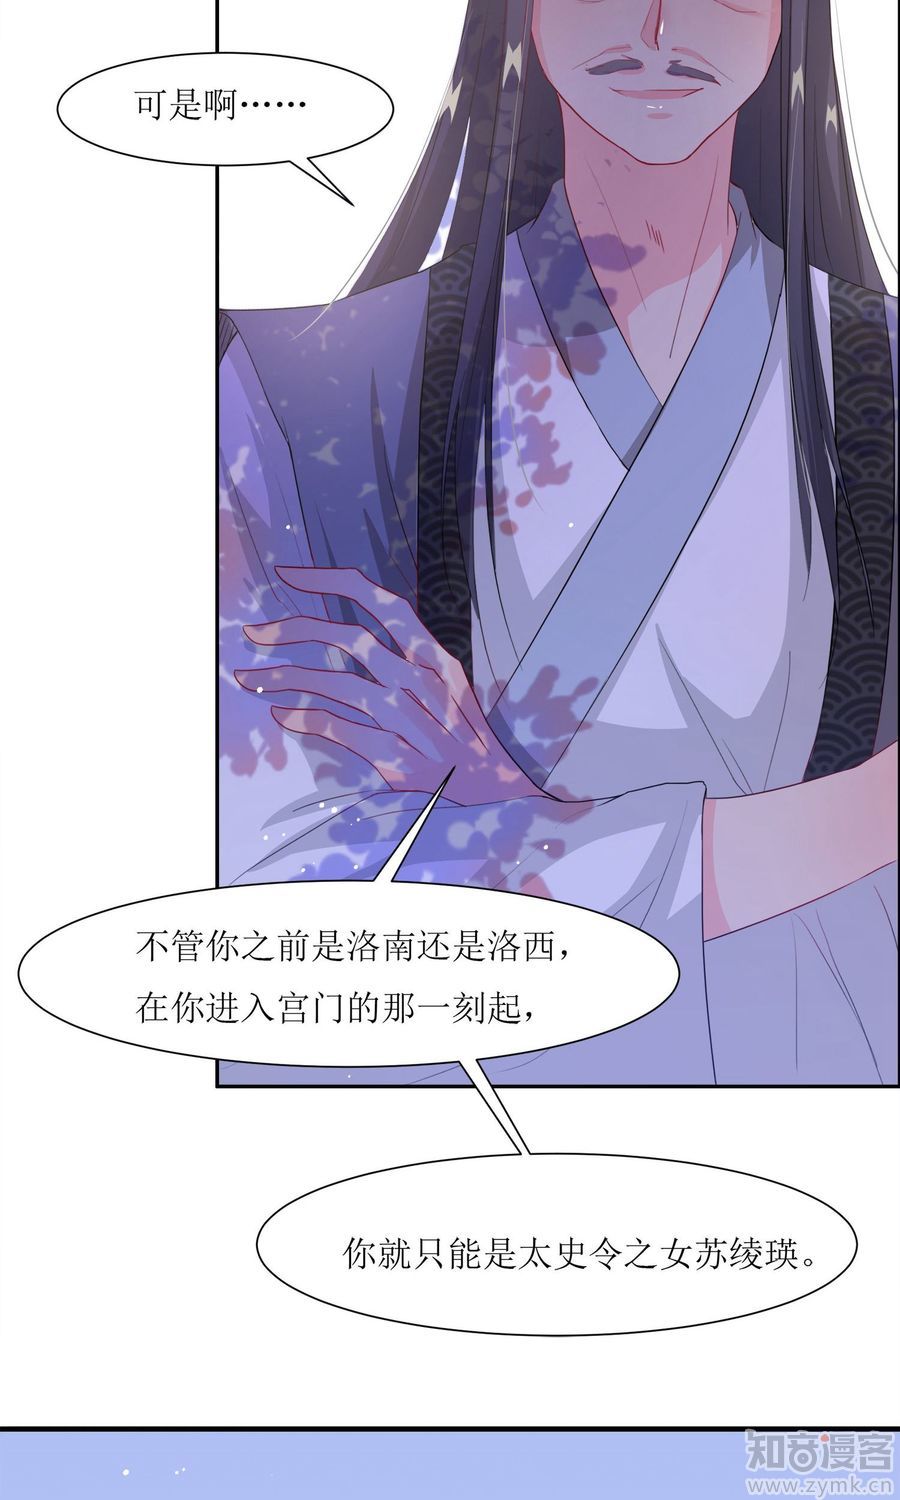 可是啊……
不管你之前是洛南还是洛西，
在你进入宫门的那一刻起，
你就只能是太史令之女苏绫瑛。
知音漫客
www.zymk.cn